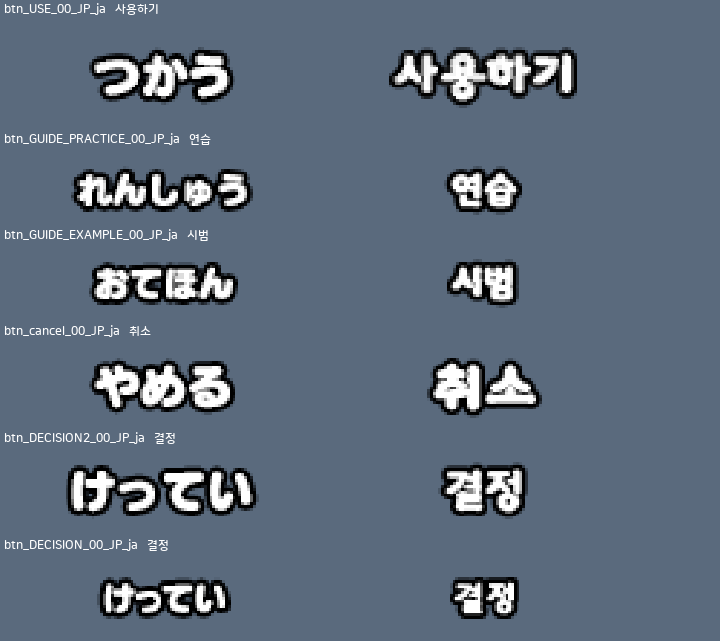 btn_USE_00_JP_ja 사용하기
つかう 사용하기
btn_GUIDE_PRACTICE_00_JP_ja 연습
れんしゅう 연습
btn_GUIDE_EXAMPLE_00_JP_ja 시범
おてほん 시범
btn_cancel_00_JP_ja 취소
やめる 취소
btn_DECISION2_00_JP_ja 결정
けってい 결정
btn_DECISION_00_JP_ja 결정
けってい 결정